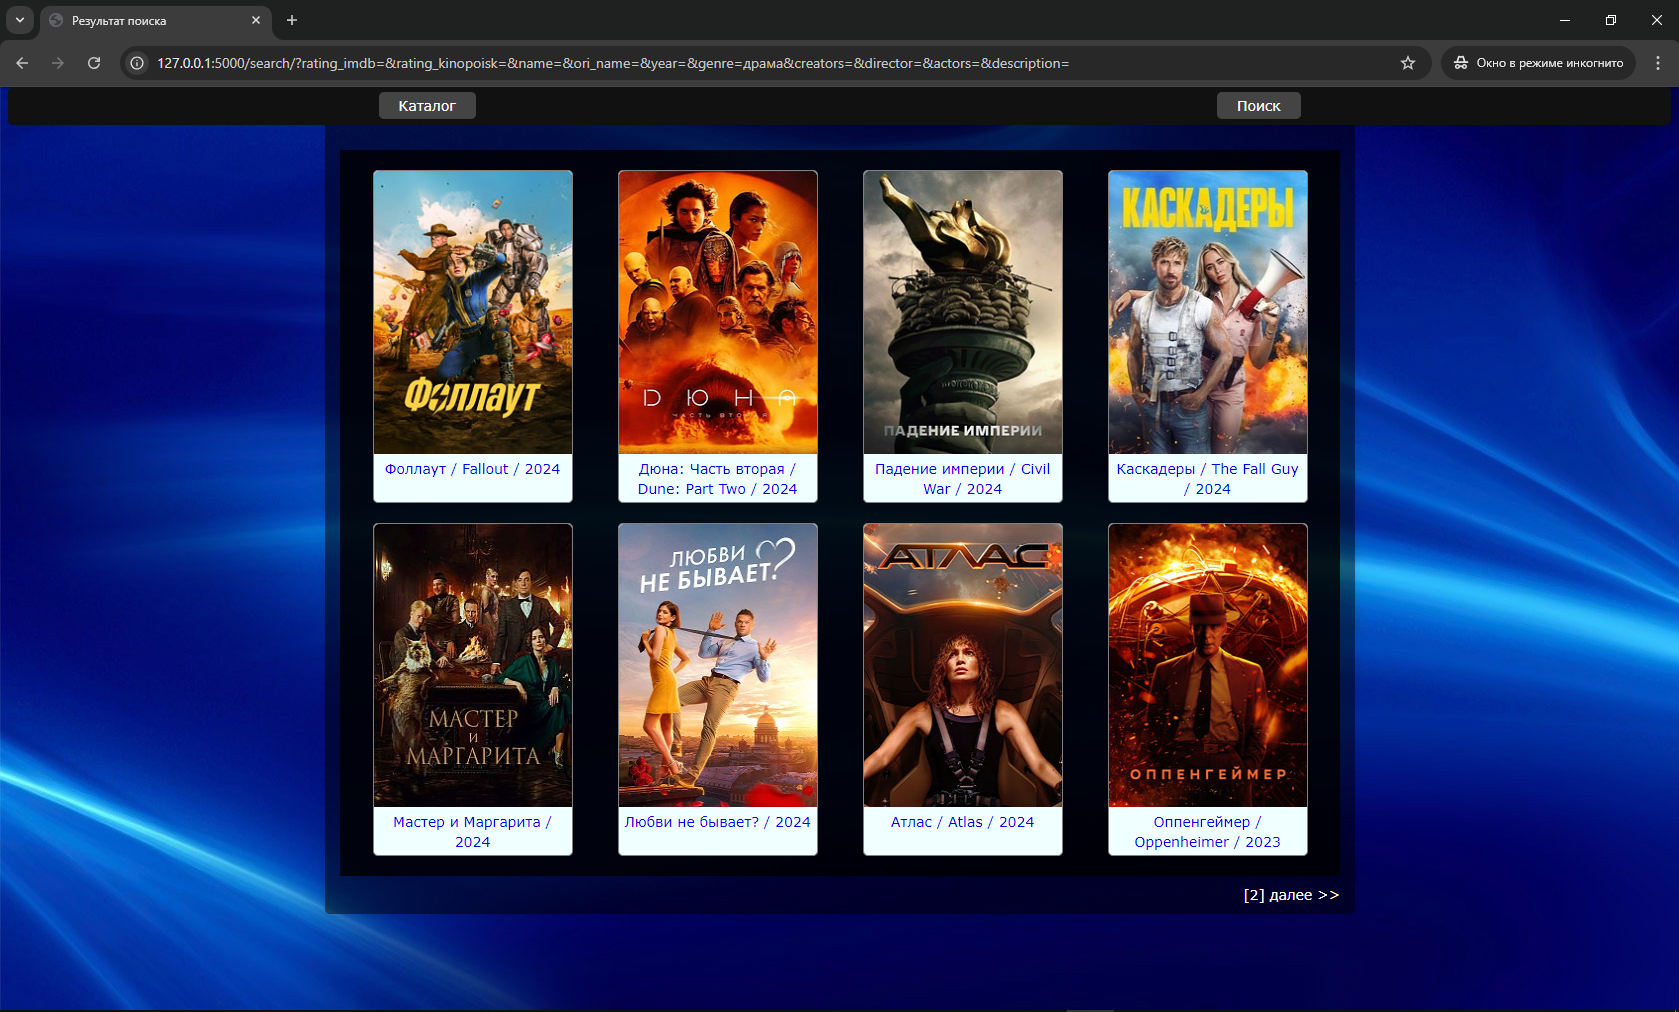 Результат поиска
127.0.0.1:5000/search/?rating_imdb=&rating_kinopoisk=&name=&ori_name=&year=&genre=драма&creators=&director=&actors=&description=
Окно в режиме инкогнито
Каталог
Поиск
Фоллаут
ДЮНА
ЧАСТЬ ВТОРАЯ
ПАДЕНИЕ ИМПЕРИИ
КАСКАДЕРЫ
Фоллаут / Fallout / 2024
Дюна: Часть вторая /
Dune: Part Two / 2024
Падение империи / Civil
War / 2024
Каскадеры / The Fall Guy
/ 2024
МАСТЕР
И
МАРГАРИТА
ЛЮБВИ
НЕ БЫВАЕТ?
АТЛАС
ОППЕНГЕЙМЕР
Мастер и Маргарита /
2024
Любви не бывает? / 2024
Атлас / Atlas / 2024
Оппенгеймер /
Oppenheimer / 2023
[2] далее >>